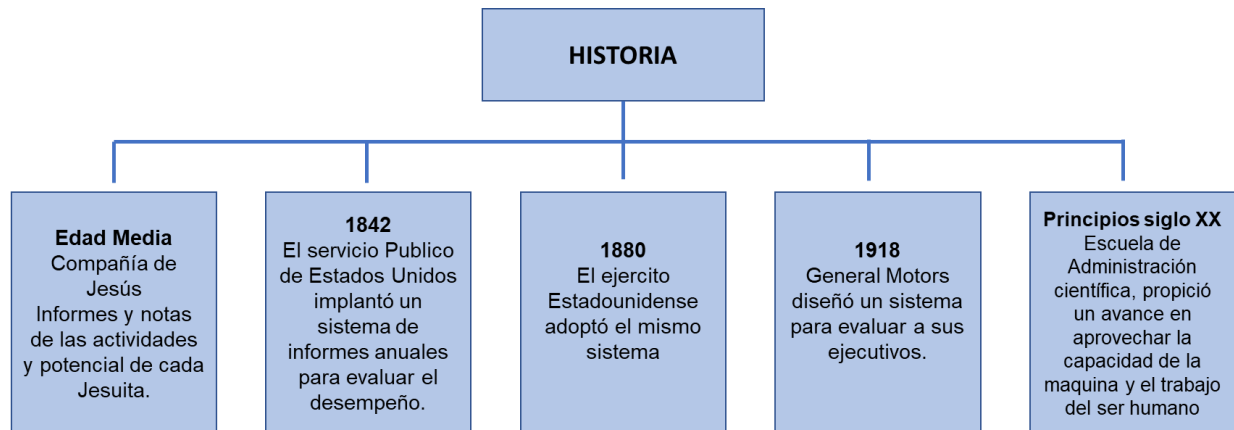 HISTORIA
Edad Media
Compañía de
Jesús
Informes y notas
de las actividades
y potencial de cada
Jesuita.
1842
El servicio Publico
de Estados Unidos
implantó un
sistema de
informes anuales
para evaluar el
desempeño.
1880
El ejercito
Estadounidense
adoptó el mismo
sistema
1918
General Motors
diseñó un sistema
para evaluar a sus
ejecutivos.
Principios siglo XX
Escuela de
Administración
científica, propició
un avance en
aprovechar la
capacidad de la
maquina y el trabajo
del ser humano